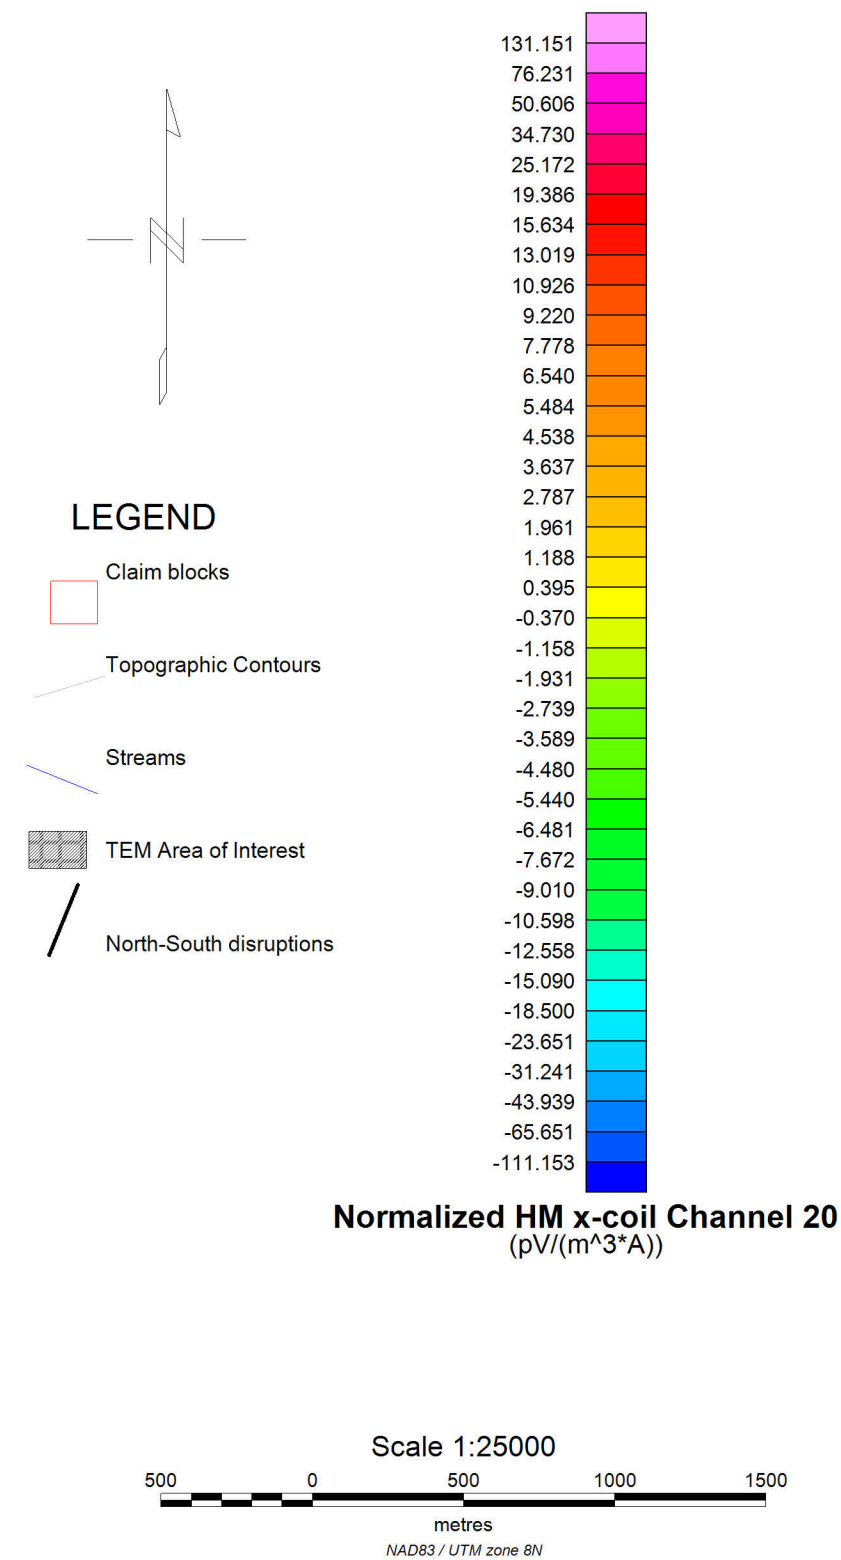 131.151
76.231
50.606
34.730
25.172
19.386
15.634
13.019
10.926
9.220
7.778
6.540
5.484
4.538
3.637
2.787
1.961
1.188
0.395
-0.370
-1.158
-1.931
-2.739
-3.589
-4.480
-5.440
-6.481
-7.672
-9.010
-10.598
-12.558
-15.090
-18.500
-23.651
-31.241
-43.939
-65.651
-111.153
Normalized HM x-coil Channel 20
(pV/(m^3*A))
N
LEGEND
Claim blocks
Topographic Contours
Streams
TEM Area of Interest
North-South disruptions
Scale 1:25000
500 0 500 1000 1500
metres
NAD83 / UTM zone 8N